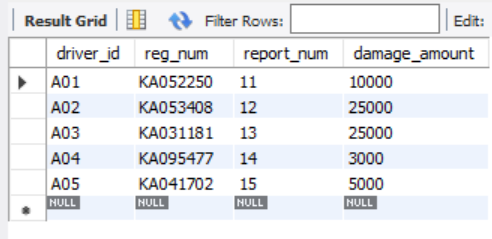 Result Grid Filter Rows: Edit:
driver_id reg_num report_num damage_amount
A01 KA052250 11 10000
A02 KA053408 12 25000
A03 KA031181 13 25000
A04 KA095477 14 3000
A05 KA041702 15 5000
NULL NULL NULL NULL